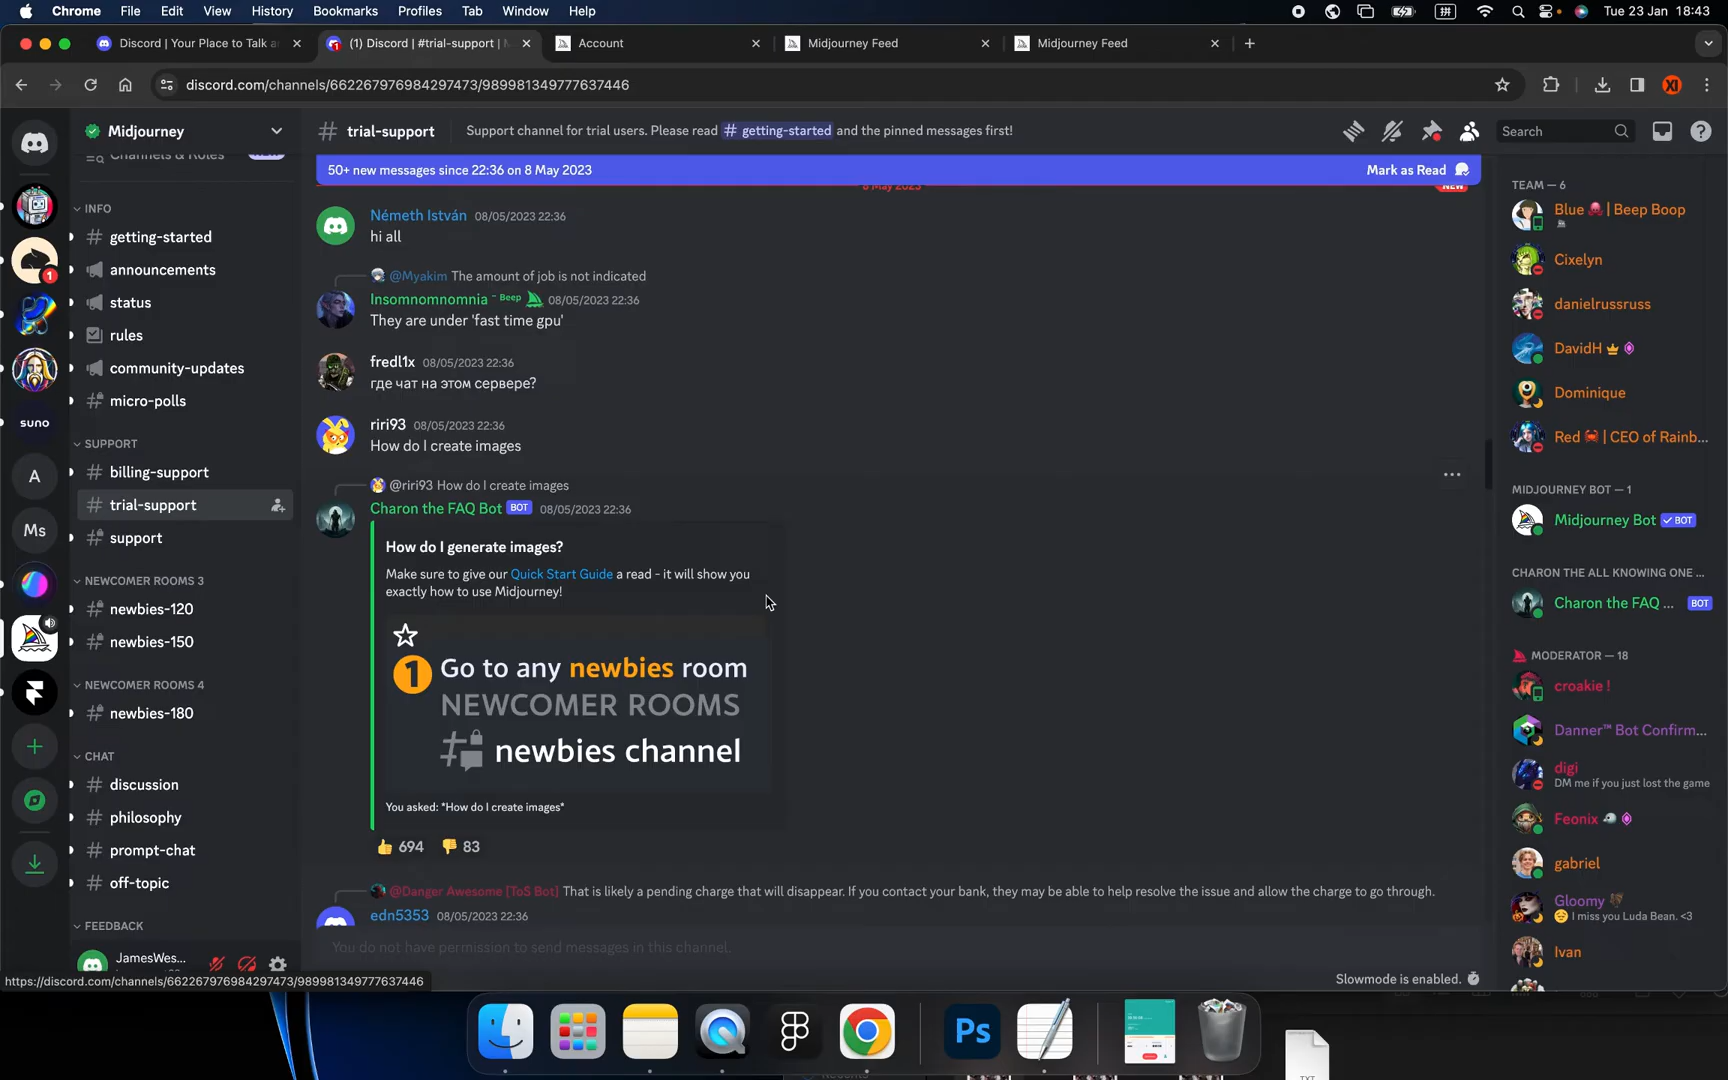 Chrome File Edit View History Bookmarks Profiles Tab Window Help
Tue 23 Jan 18:43
Discord | Your Place to Talk a
(1) Discord | #trial-support |
Account
Midjourney Feed
Midjourney Feed
discord.com/channels/662267976984297473/989981349777637446
XI
Midjourney
Channels & Roles
INFO
getting-started
announcements
status
rules
community-updates
micro-polls
SUPPORT
billing-support
trial-support
support
NEWCOMER ROOMS 3
newbies-120
newbies-150
NEWCOMER ROOMS 4
newbies-180
CHAT
discussion
philosophy
prompt-chat
off-topic
FEEDBACK
JamesWes...
1
suno
A
Ms
https://discord.com/channels/662267976984297473/989981349777637446
# trial-support
Support channel for trial users. Please read # getting-started and the pinned messages first!
Search
50+ new messages since 22:36 on 8 May 2023
Mark as Read
8 May 2023
NEW
Németh István 08/05/2023 22:36
hi all
@Myakim The amount of job is not indicated
Insomnomnomnia ~ Beep 08/05/2023 22:36
They are under 'fast time gpu'
fredl1x 08/05/2023 22:36
где чат на этом сервере?
riri93 08/05/2023 22:36
How do I create images
@riri93 How do I create images
Charon the FAQ Bot BOT 08/05/2023 22:36
How do I generate images?
Make sure to give our Quick Start Guide a read - it will show you
exactly how to use Midjourney!
1 Go to any newbies room
NEWCOMER ROOMS
# newbies channel
You asked: *How do I create images*
694 83
@Danger Awesome [ToS Bot] That is likely a pending charge that will disappear. If you contact your bank, they may be able to help resolve the issue and allow the charge to go through.
edn5353 08/05/2023 22:36
You do not have permission to send messages in this channel.
Slowmode is enabled.
TEAM — 6
Blue | Beep Boop
Cixelyn
danielrussruss
DavidH
Dominique
Red | CEO of Rainb...
MIDJOURNEY BOT — 1
Midjourney Bot BOT
CHARON THE ALL KNOWING ONE ...
Charon the FAQ ... BOT
MODERATOR — 18
croakie !
Danner™ Bot Confirm...
digi
DM me if you just lost the game
Feonix
gabriel
Gloomy
I miss you Luda Bean. <3
Ivan
Ps
TXT